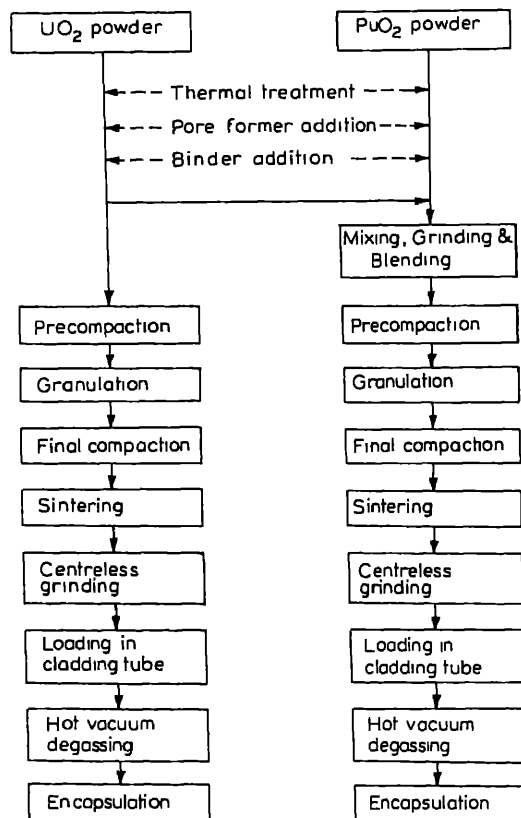 UO2 powder
PuO2 powder
Thermal treatment
Pore former addition
Binder addition
Mixing, Grinding &
Blending
Precompaction
Precompaction
Granulation
Granulation
Final compaction
Final compaction
Sintering
Sintering
Centreless
grinding
Centreless
grinding
Loading in
cladding tube
Loading in
cladding tube
Hot vacuum
degassing
Hot vacuum
degassing
Encapsulation
Encapsulation